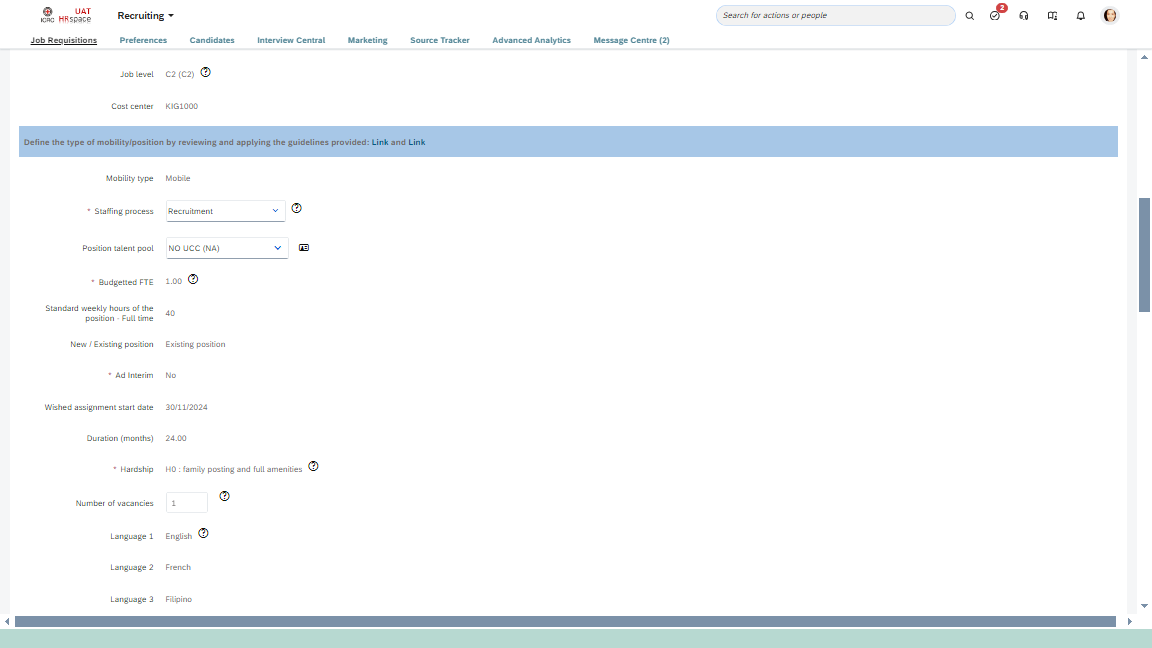 ICRC
UAT
HRspace
Recruiting
Search for actions or people
2
Job Requisitions
Preferences
Candidates
Interview Central
Marketing
Source Tracker
Advanced Analytics
Message Centre (2)
Job level C2 (C2) ?
Cost center KIG1000
Define the type of mobility/position by reviewing and applying the guidelines provided: Link and Link
Mobility type Mobile
* Staffing process Recruitment ?
Position talent pool NO UCC (NA)
* Budgetted FTE 1.00 ?
Standard weekly hours of the
position - Full time 40
New / Existing position Existing position
* Ad Interim No
Wished assignment start date 30/11/2024
Duration (months) 24.00
* Hardship H0 : family posting and full amenities ?
Number of vacancies 1 ?
Language 1 English ?
Language 2 French
Language 3 Filipino